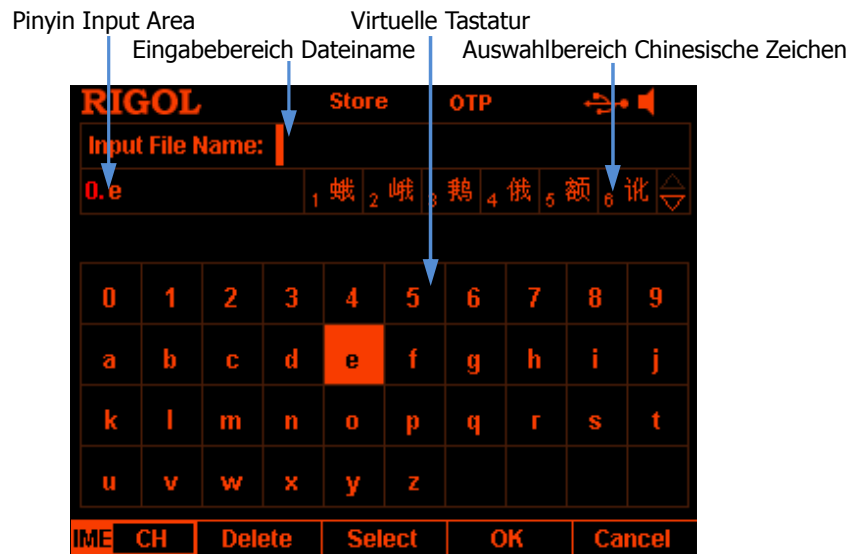 Pinyin Input Area Virtuelle Tastatur
Eingabebereich Dateiname Auswahlbereich Chinesische Zeichen
RIGOL Store OTP
Input File Name:
0. e 1 蛾 2 峨 3 鹅 4 俄 5 额 6 讹
0 1 2 3 4 5 6 7 8 9
a b c d e f g h i j
k l m n o p q r s t
u v w x y z
IME CH Delete Select OK Cancel